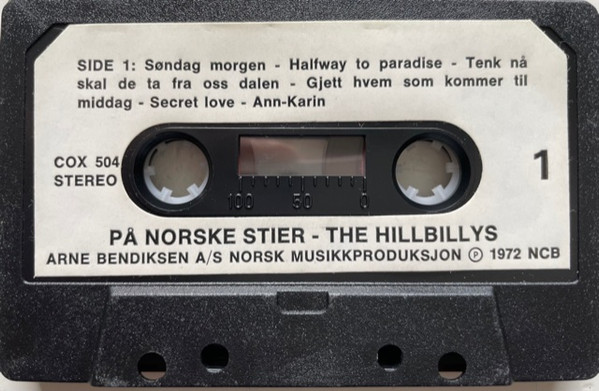 SIDE 1: Søndag morgen - Halfway to paradise - Tenk nå
skal de ta fra oss dalen - Gjett hvem som kommer til
middag - Secret love - Ann-Karin
COX 504
STEREO
1
100 50 0
PÅ NORSKE STIER - THE HILLBILLYS
ARNE BENDIKSEN A/S NORSK MUSIKKPRODUKSJON Ⓟ 1972 NCB